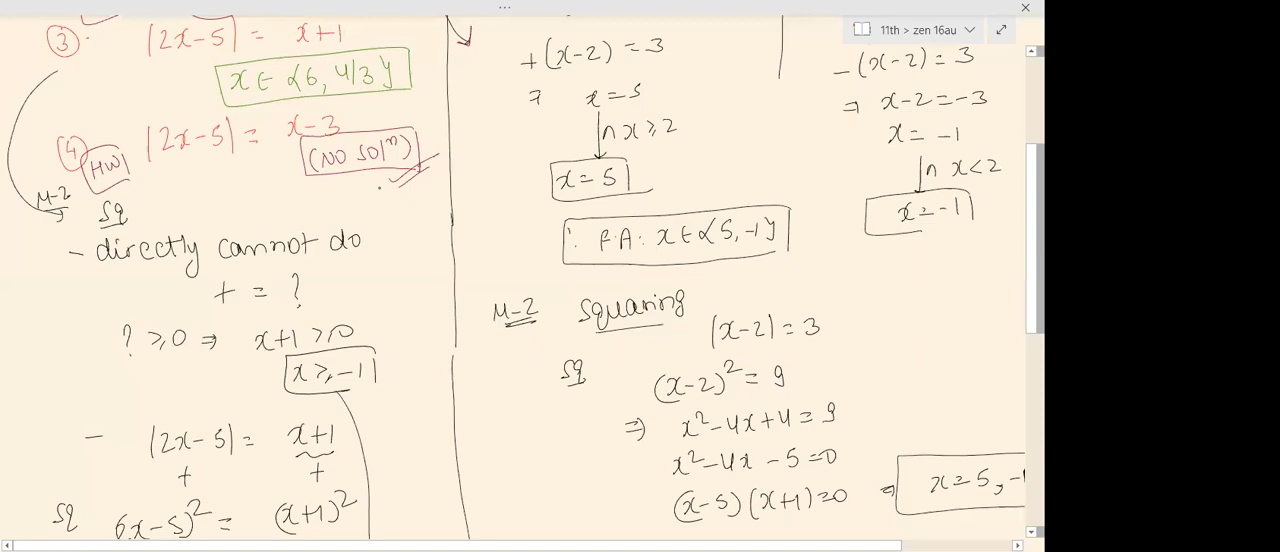 11th > zen 16au
③. |2x-5| = x+1
x ∈ {6, 4/3}
④ |2x-5| = x-3
HW
(NO solⁿ)
M-2
Sq
- directly cannot do
+ = ?
? ≥ 0 ⇒ x+1 ≥ 0
x ≥ -1
- |2x-5| = x+1
+ +
Sq (2x-5)² = (x+1)²
+(x-2) = 3
⇒ x = 5
∩ x ≥ 2
x = 5
-(x-2) = 3
⇒ x-2 = -3
x = -1
∩ x < 2
x = -1
∴ F.A: x ∈ {5, -1}
M-2 Squaring
|x-2| = 3
Sq (x-2)² = 9
⇒ x²-4x+4 = 9
x²-4x-5 = 0
(x-5)(x+1) = 0 ⇒ x = 5, -1